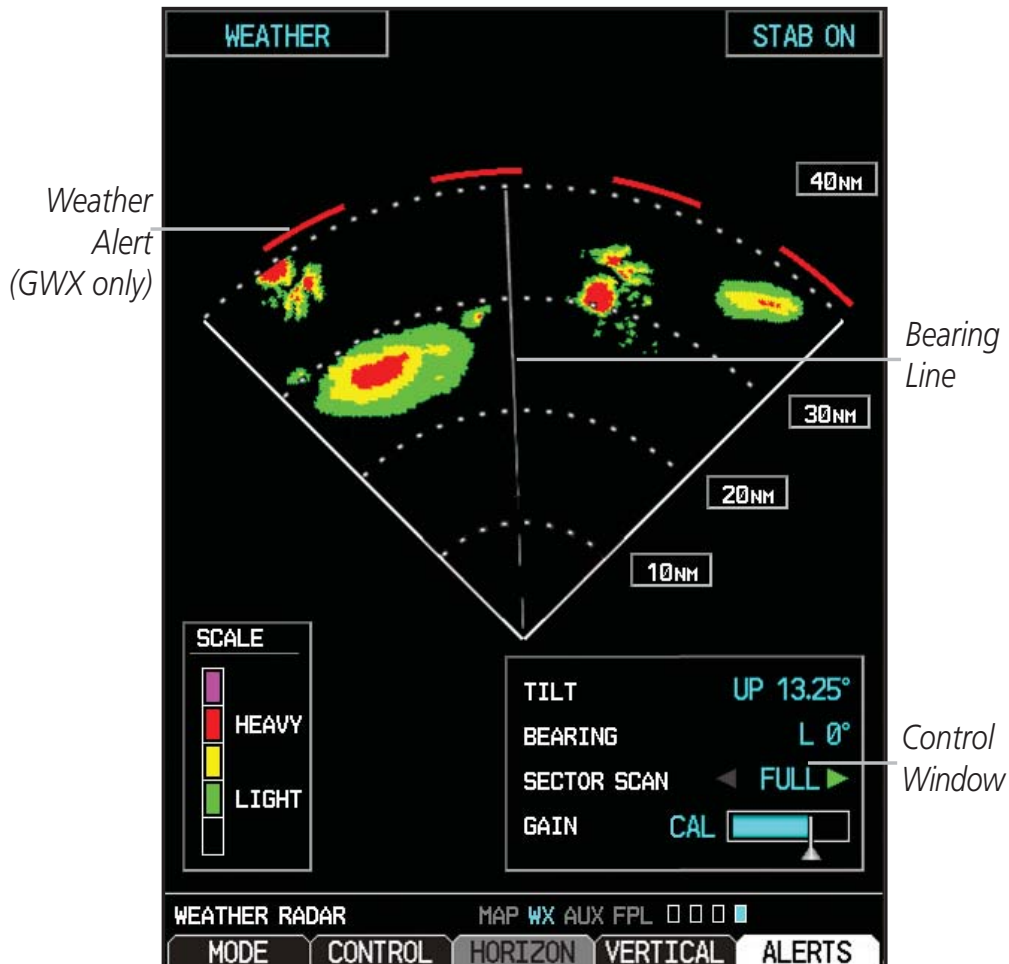 WEATHER
STAB ON
40NM
Weather
Alert
(GWX only)
Bearing
Line
30NM
20NM
10NM
SCALE
HEAVY
LIGHT
TILT UP 13.25°
BEARING L 0°
SECTOR SCAN FULL
GAIN CAL
Control
Window
WEATHER RADAR MAP WX AUX FPL
MODE CONTROL HORIZON VERTICAL ALERTS